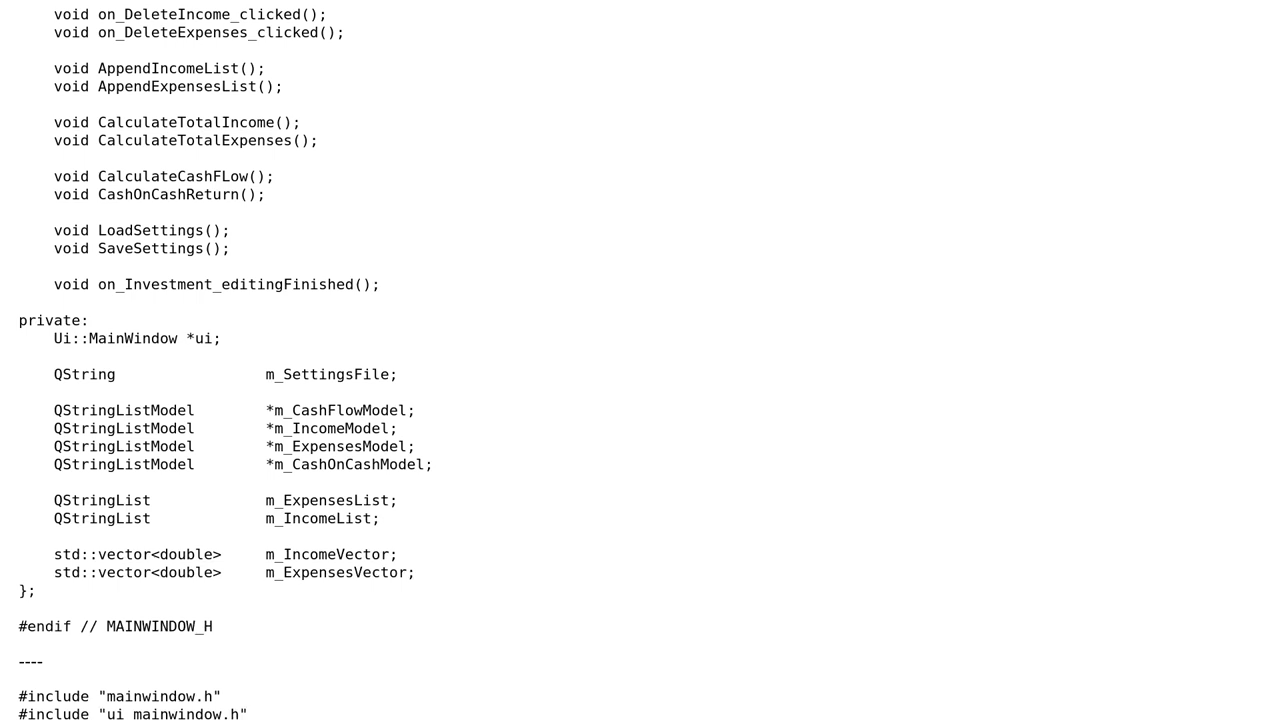 void on_DeleteIncome_clicked();
void on_DeleteExpenses_clicked();
void AppendIncomeList();
void AppendExpensesList();
void CalculateTotalIncome();
void CalculateTotalExpenses();
void CalculateCashFLow();
void CashOnCashReturn();
void LoadSettings();
void SaveSettings();
void on_Investment_editingFinished();
private:
Ui::MainWindow *ui;
QString m_SettingsFile;
QStringListModel *m_CashFlowModel;
QStringListModel *m_IncomeModel;
QStringListModel *m_ExpensesModel;
QStringListModel *m_CashOnCashModel;
QStringList m_ExpensesList;
QStringList m_IncomeList;
std::vector<double> m_IncomeVector;
std::vector<double> m_ExpensesVector;
};
#endif // MAINWINDOW_H
----
#include "mainwindow.h"
#include "ui_mainwindow.h"